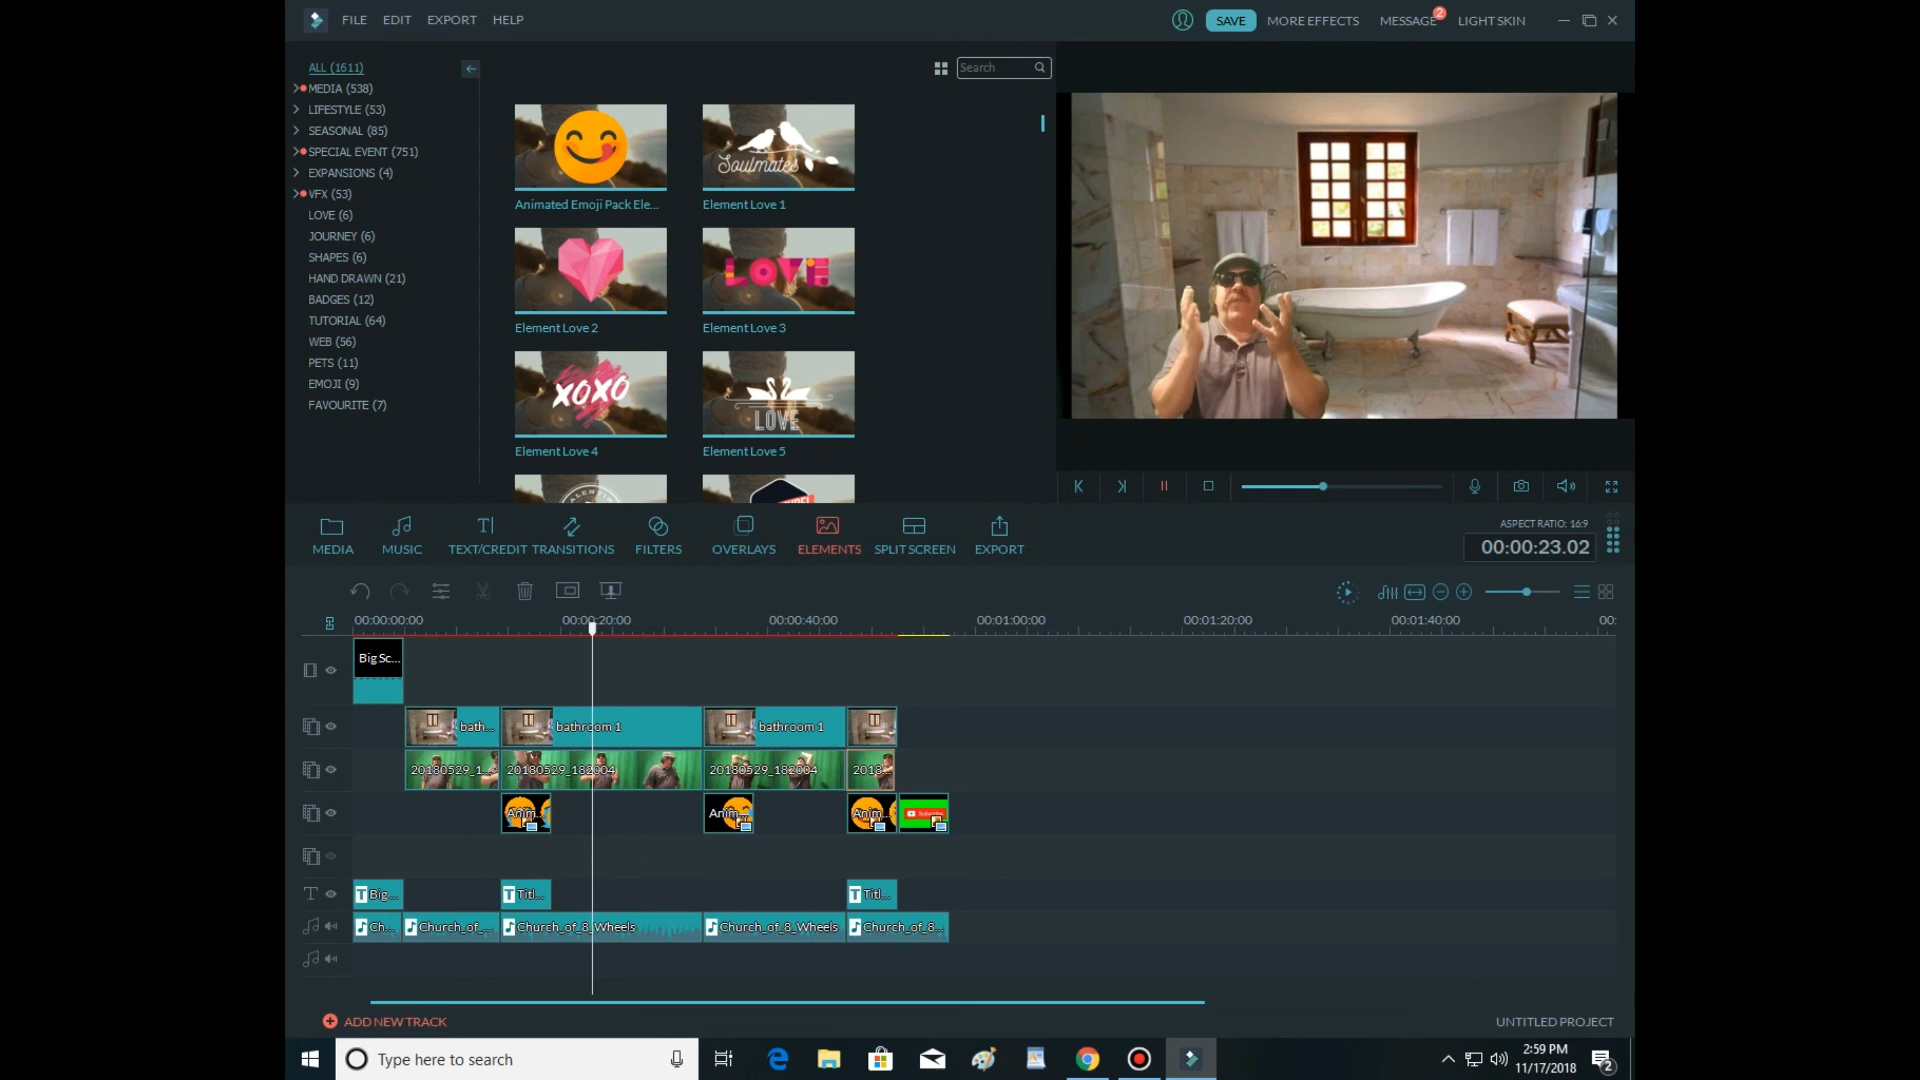 FILE EDIT EXPORT HELP
SAVE MORE EFFECTS MESSAGE 2 LIGHT SKIN
ALL (1611)
MEDIA (538)
LIFESTYLE (53)
SEASONAL (85)
SPECIAL EVENT (751)
EXPANSIONS (4)
VFX (53)
LOVE (6)
JOURNEY (6)
SHAPES (6)
HAND DRAWN (21)
BADGES (12)
TUTORIAL (64)
WEB (56)
PETS (11)
EMOJI (9)
FAVOURITE (7)
Search
Soulmates
Animated Emoji Pack Ele... Element Love 1
LOVE
Element Love 2 Element Love 3
XOXO LOVE
Element Love 4 Element Love 5
MEDIA MUSIC TEXT/CREDIT TRANSITIONS FILTERS OVERLAYS ELEMENTS SPLIT SCREEN EXPORT
ASPECT RATIO: 16:9
00:00:23.02
00:00:00:00 00:00:20:00 00:00:40:00 00:01:00:00 00:01:20:00 00:01:40:00 00:
Big Sc...
bath... bathroom 1 bathroom 1
20180529_1... 20180529_182004 20180529_182004 2018...
Anim... Anim... Anim... Subscribe
T Big ... T Titl... T Titl...
Ch... Church_of_... Church_of_8_Wheels Church_of_8_Wheels Church_of_8...
ADD NEW TRACK UNTITLED PROJECT
Type here to search
2:59 PM
11/17/2018
2